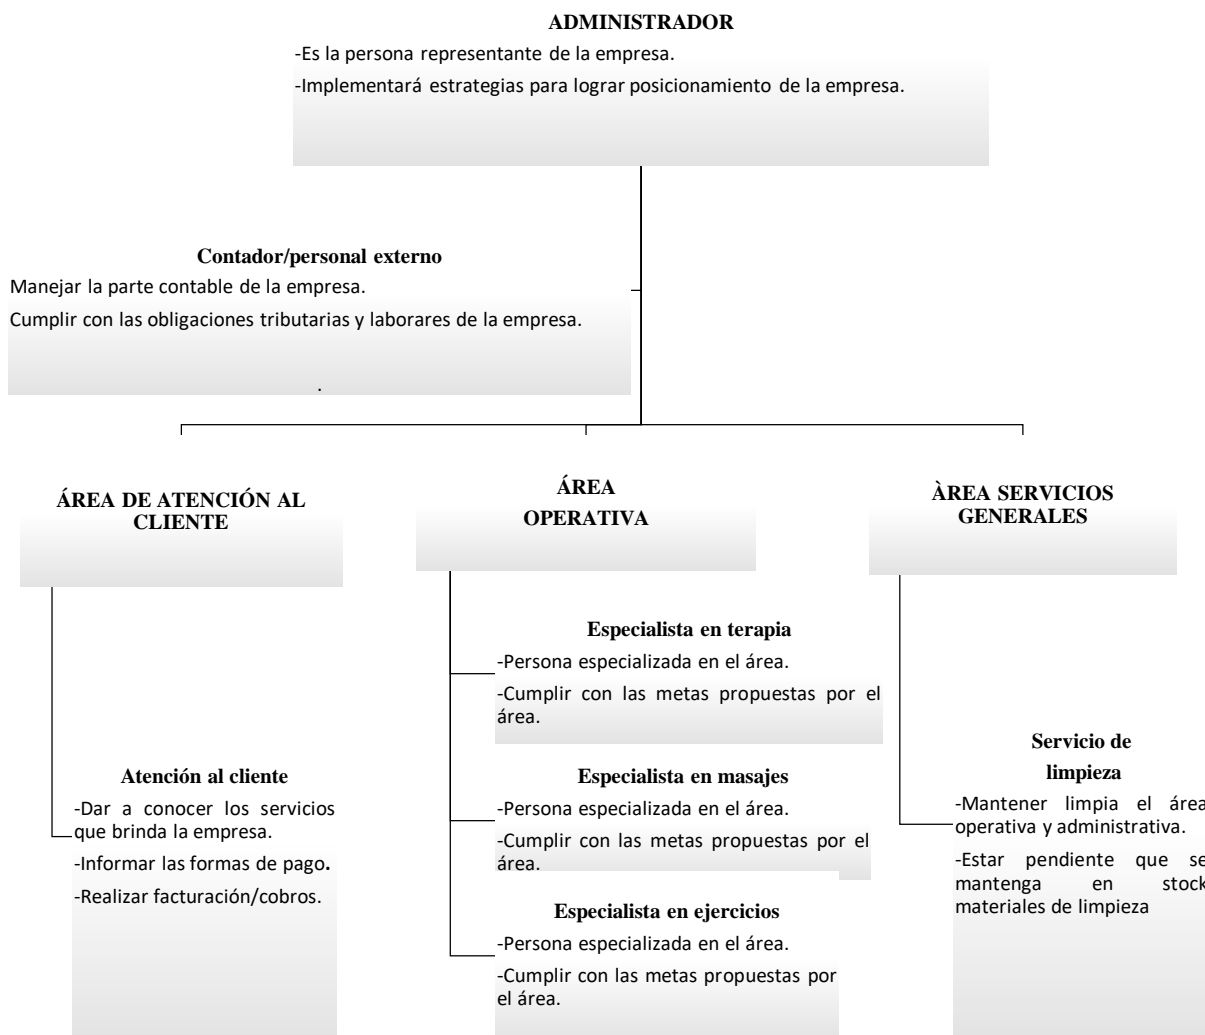 ADMINISTRADOR
-Es la persona representante de la empresa.
-Implementará estrategias para lograr posicionamiento de la empresa.
Contador/personal externo
Manejar la parte contable de la empresa.
Cumplir con las obligaciones tributarias y laborares de la empresa.
.
ÁREA DE ATENCIÓN AL
CLIENTE
ÁREA
OPERATIVA
ÀREA SERVICIOS
GENERALES
Especialista en terapia
-Persona especializada en el área.
-Cumplir con las metas propuestas por el
área.
Atención al cliente
-Dar a conocer los servicios
que brinda la empresa.
-Informar las formas de pago.
-Realizar facturación/cobros.
Especialista en masajes
-Persona especializada en el área.
-Cumplir con las metas propuestas por el
área.
Especialista en ejercicios
-Persona especializada en el área.
-Cumplir con las metas propuestas por
el área.
Servicio de
limpieza
-Mantener limpia el área
operativa y administrativa.
-Estar pendiente que se
mantenga en stock
materiales de limpieza